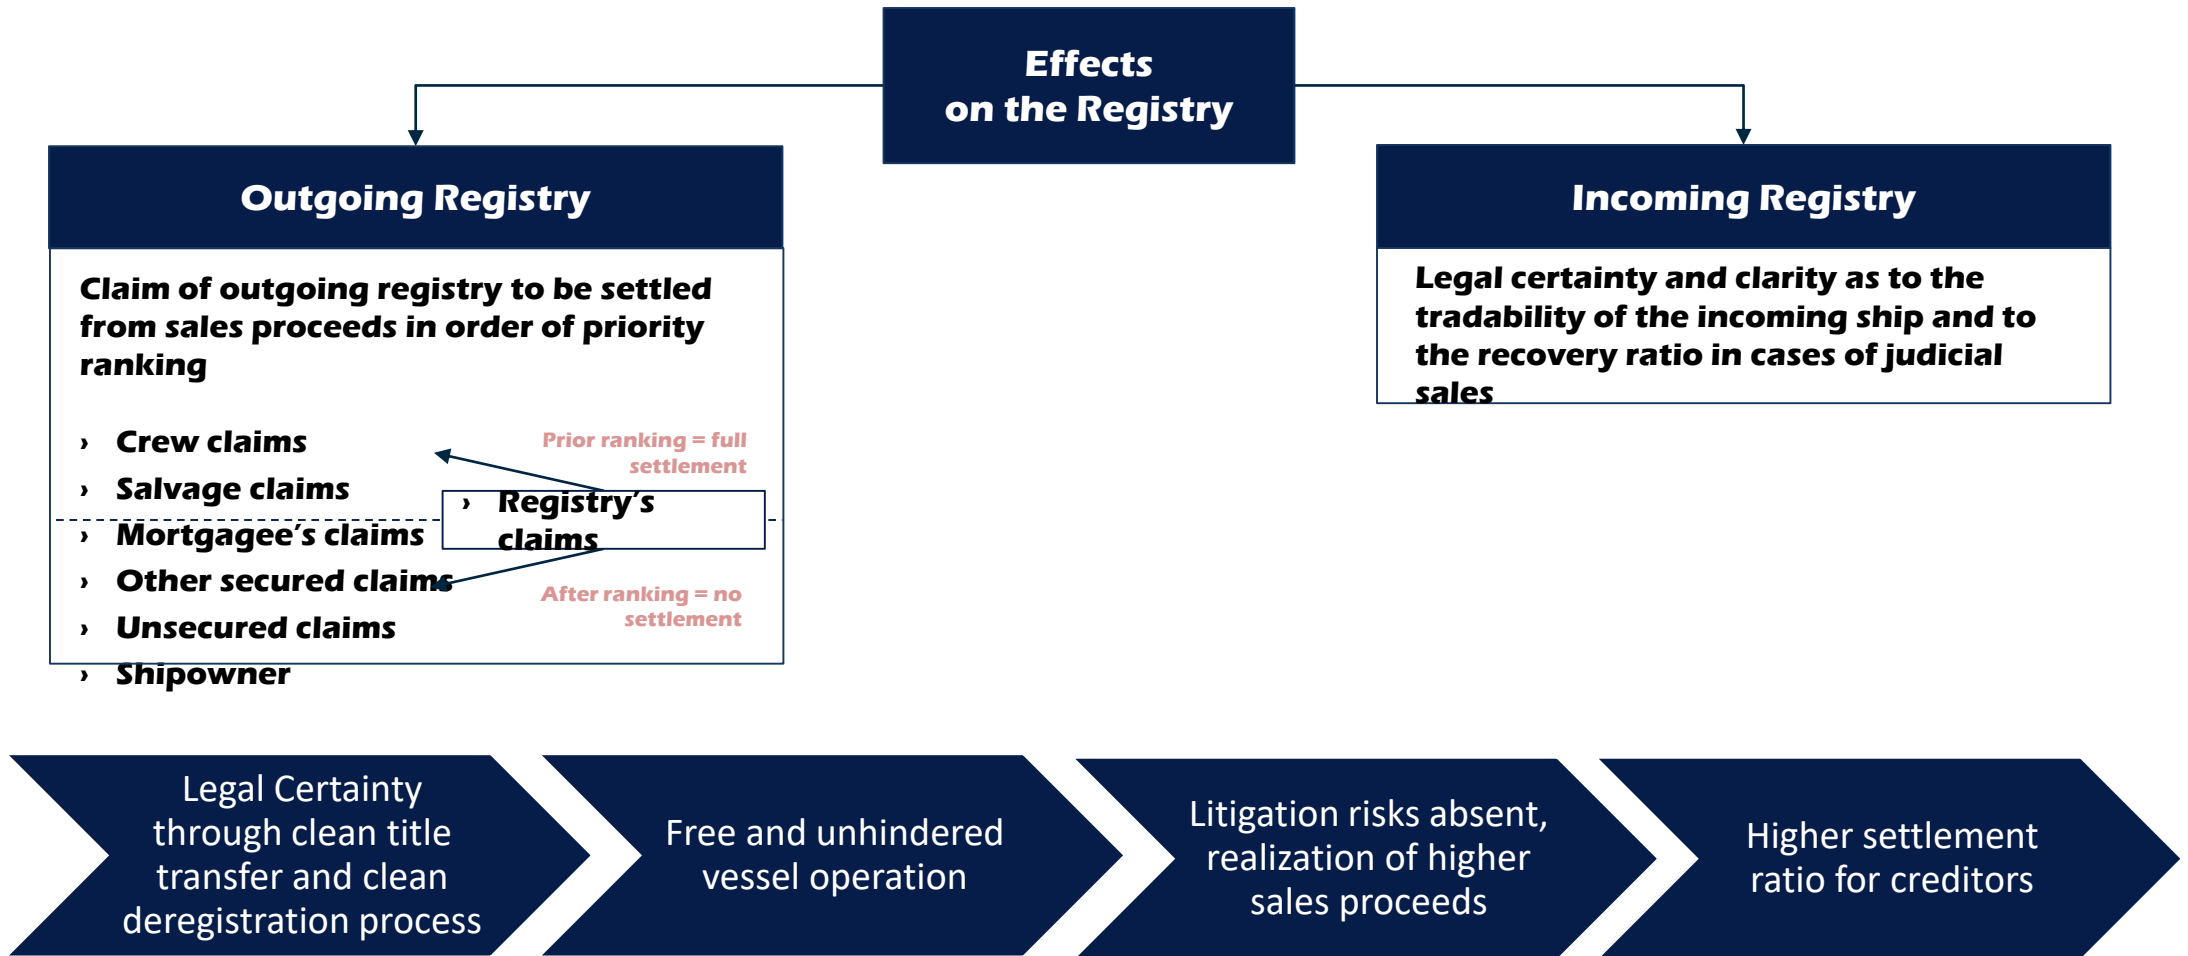 Effects
on the Registry
Outgoing Registry
Claim of outgoing registry to be settled
from sales proceeds in order of priority
ranking
› Crew claims
› Salvage claims
› Mortgagee’s claims
› Other secured claims
› Unsecured claims
› Shipowner
Prior ranking = full
settlement
› Registry’s
claims
After ranking = no
settlement
Incoming Registry
Legal certainty and clarity as to the
tradability of the incoming ship and to
the recovery ratio in cases of judicial
sales
Legal Certainty
through clean title
transfer and clean
deregistration process
Free and unhindered
vessel operation
Litigation risks absent,
realization of higher
sales proceeds
Higher settlement
ratio for creditors